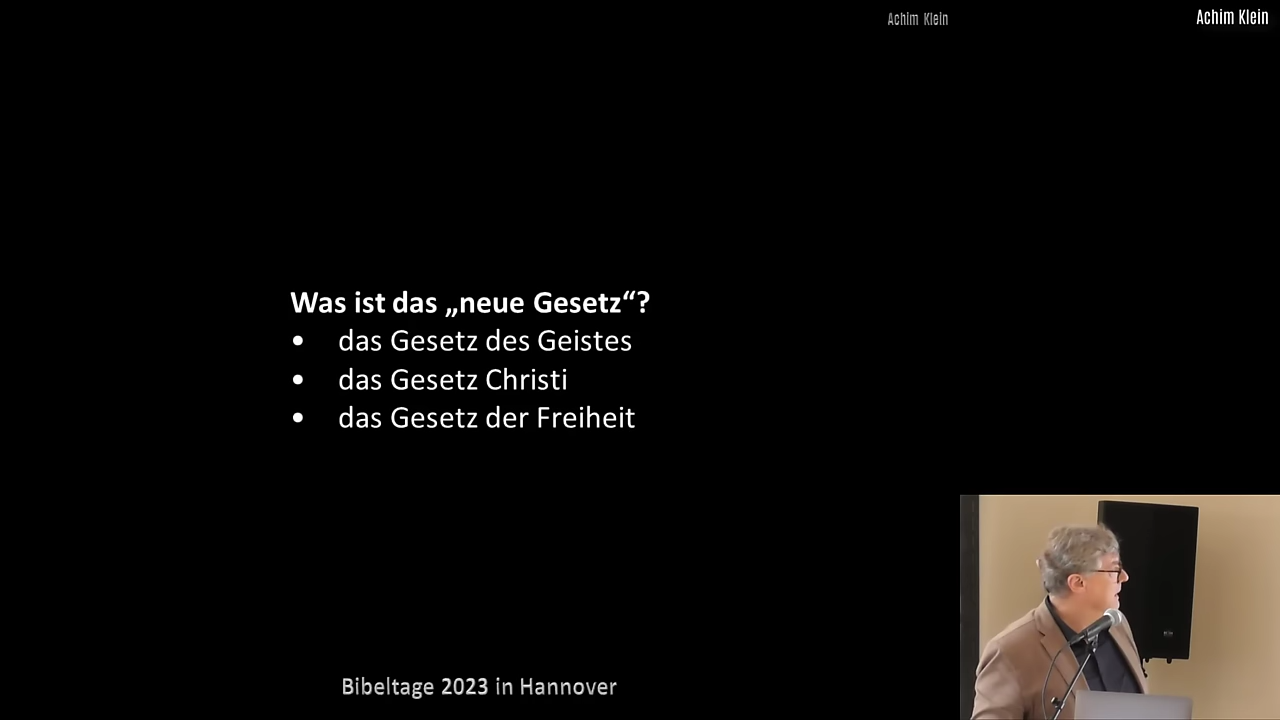 Achim Klein
Achim Klein
Was ist das „neue Gesetz“?
• das Gesetz des Geistes
• das Gesetz Christi
• das Gesetz der Freiheit
Bibeltage 2023 in Hannover